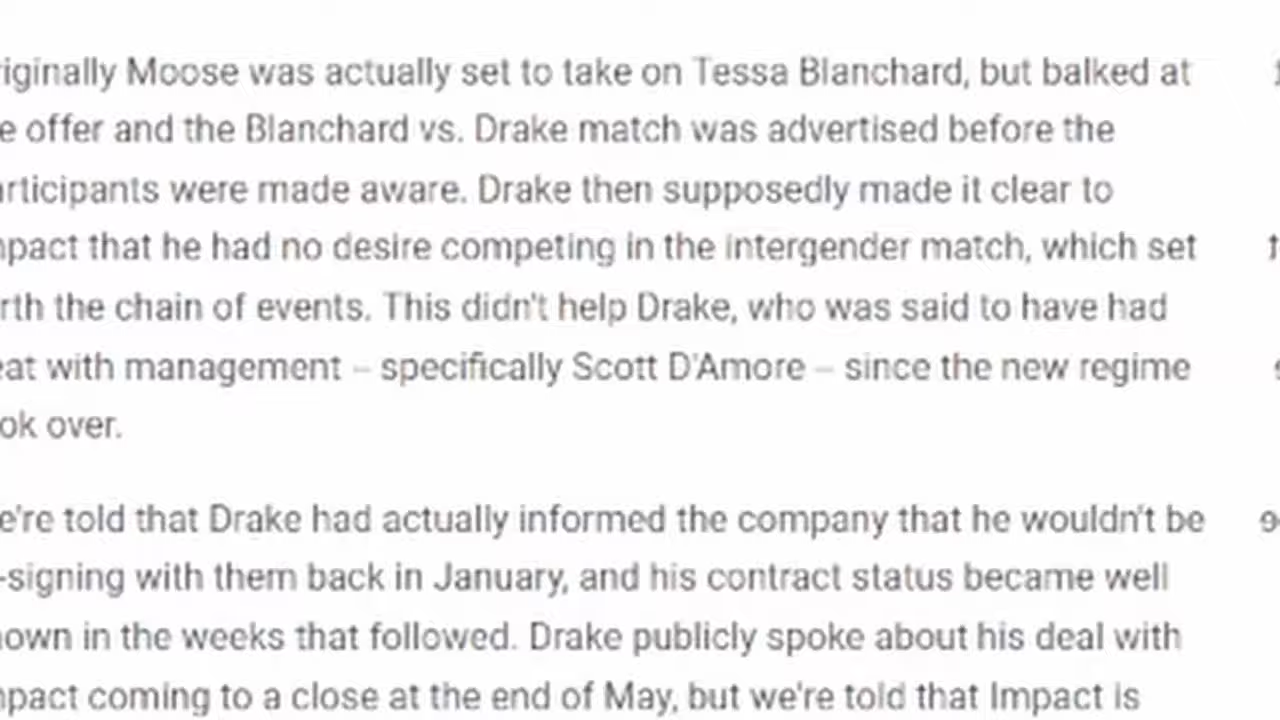 riginally Moose was actually set to take on Tessa Blanchard, but balked at
e offer and the Blanchard vs. Drake match was advertised before the
articipants were made aware. Drake then supposedly made it clear to
mpact that he had no desire competing in the intergender match, which set
rth the chain of events. This didn't help Drake, who was said to have had
eat with management – specifically Scott D'Amore – since the new regime
ok over.
e're told that Drake had actually informed the company that he wouldn't be
-signing with them back in January, and his contract status became well
nown in the weeks that followed. Drake publicly spoke about his deal with
mpact coming to a close at the end of May, but we're told that Impact is